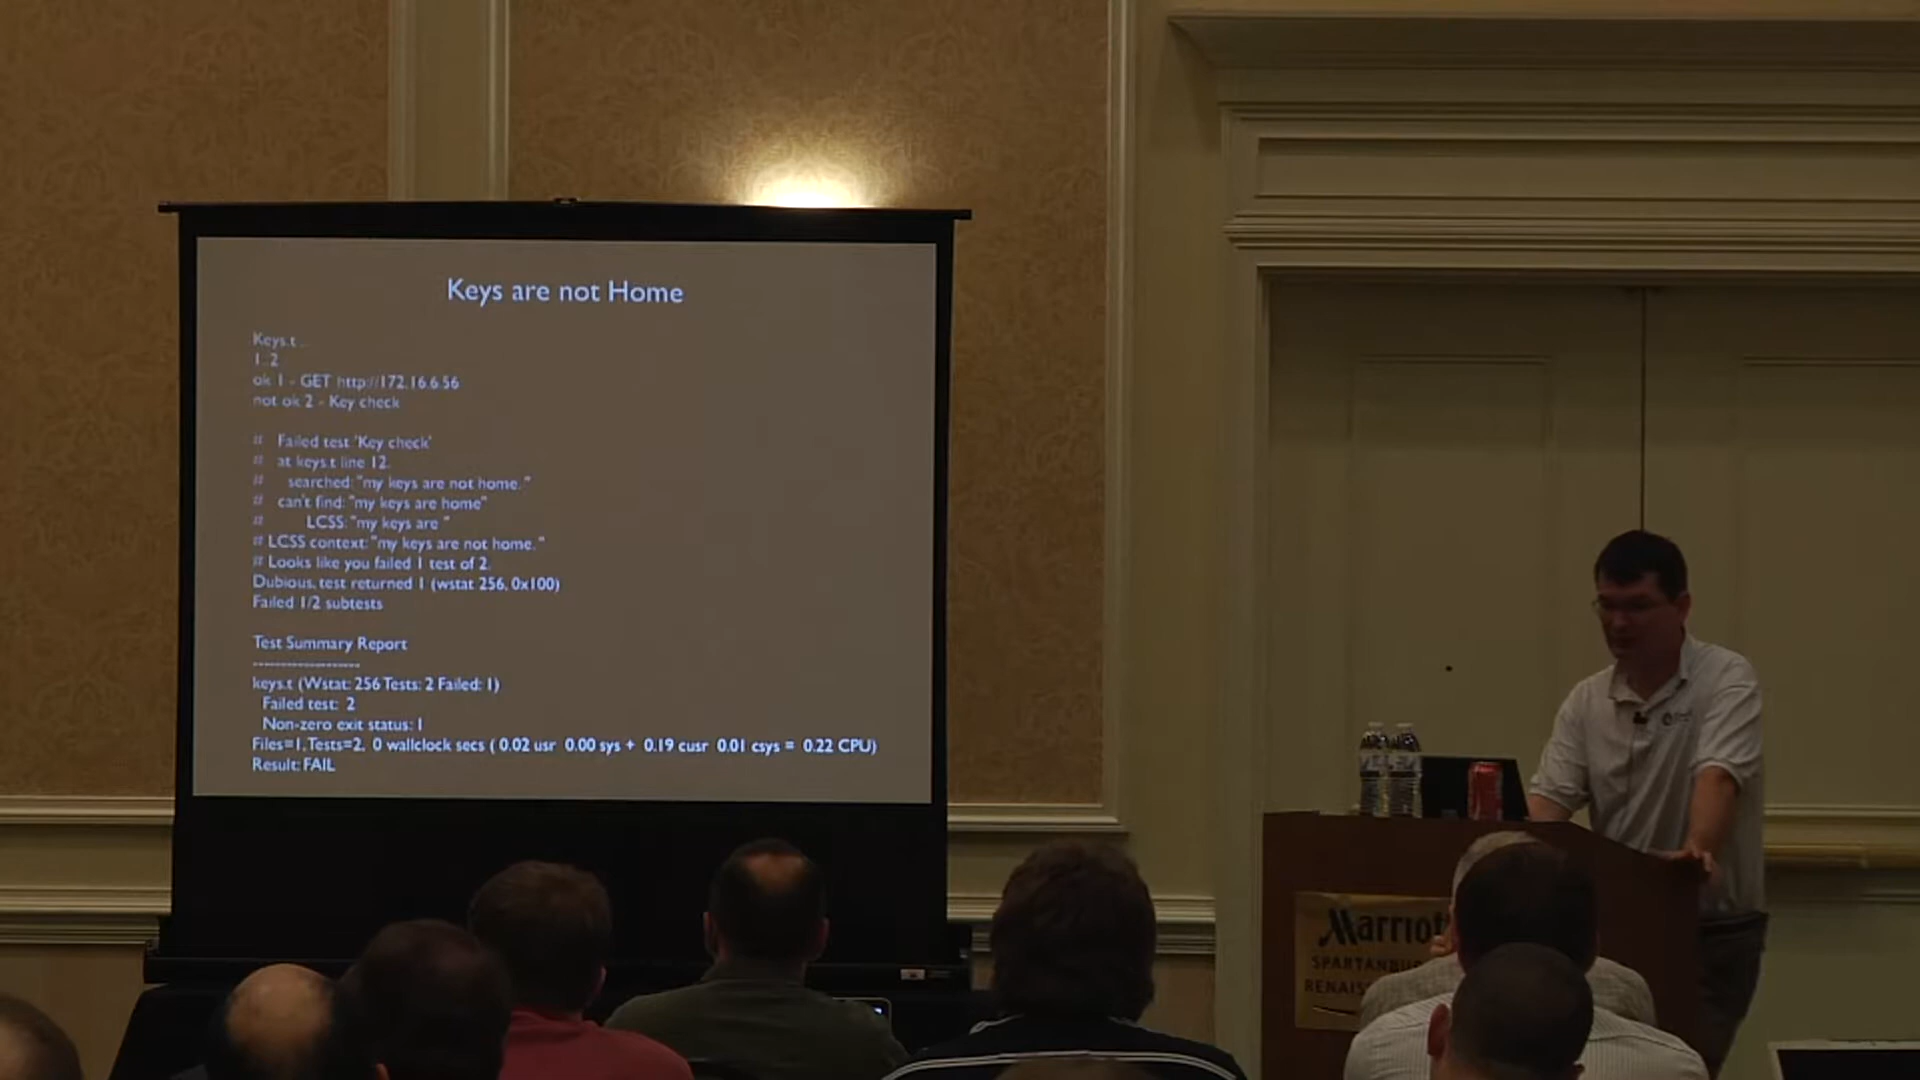 Keys are not Home
Keys.t ..
1..2
ok 1 - GET http://172.16.6.56
not ok 2 - Key check
#   Failed test 'Key check'
#   at keys.t line 12.
#     searched: "my keys are not home."
#   can't find: "my keys are home"
#         LCSS: "my keys are "
# LCSS context: "my keys are not home."
# Looks like you failed 1 test of 2.
Dubious, test returned 1 (wstat 256, 0x100)
Failed 1/2 subtests
Test Summary Report
-------------------
keys.t (Wstat: 256 Tests: 2 Failed: 1)
Failed test: 2
Non-zero exit status: 1
Files=1, Tests=2, 0 wallclock secs ( 0.02 usr 0.00 sys + 0.19 cusr 0.01 csys = 0.22 CPU)
Result: FAIL
Marriot
SPARTANBU
RENAIS